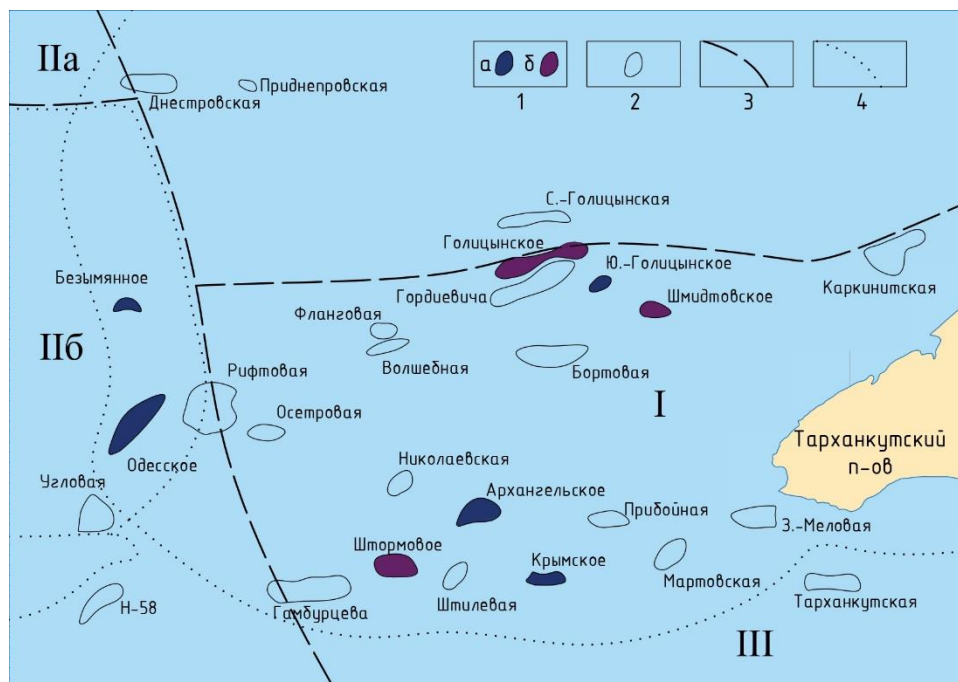 IIа
Днестровская
Приднепровская
а
б
1
2
3
4
С.-Голицынская
Голицынское
Ю.-Голицынское
Гордиевича
Шмидтовское
Каркинитская
Безымянное
Фланговая
Волшебная
Бортовая
IIб
Рифтовая
Осетровая
I
Тарханкутский
п-ов
Одесское
Угловая
Николаевская
Архангельское
Прибойная
З.-Меловая
Штормовое
Крымское
Мартовская
Н-58
Гамбурцева
Штилевая
Тарханкутская
III